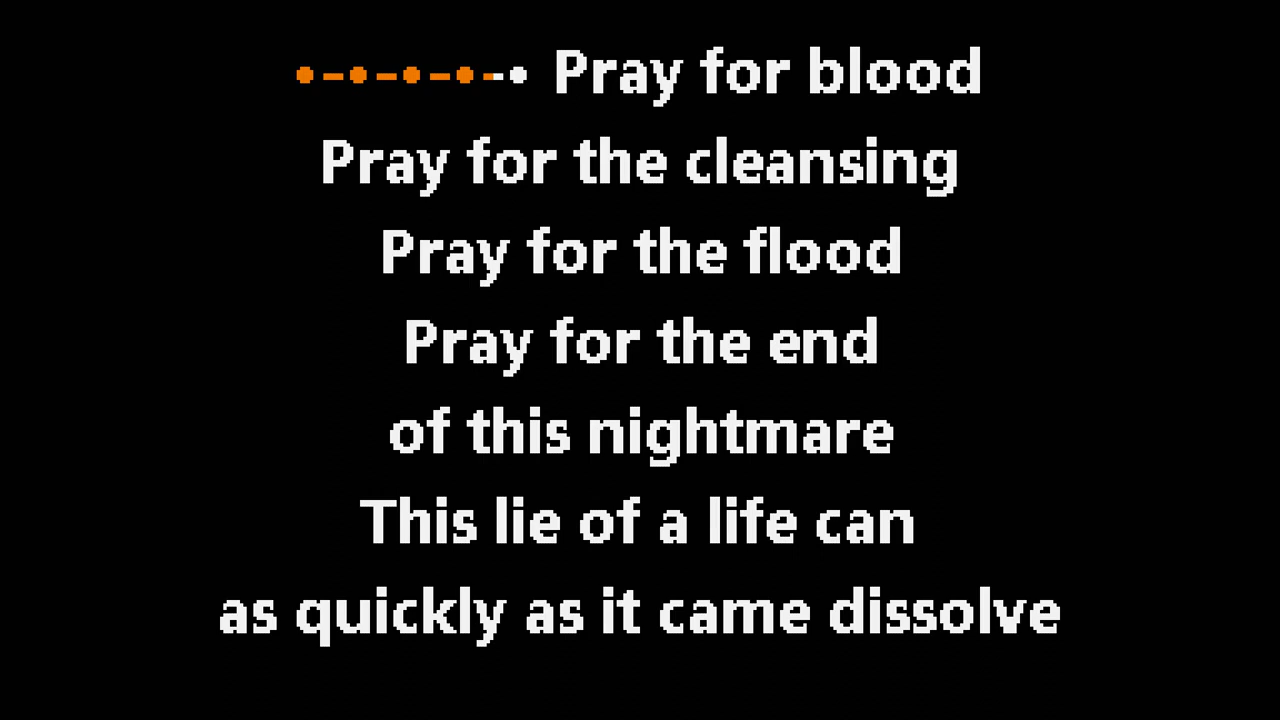 Pray for blood
Pray for the cleansing
Pray for the flood
Pray for the end
of this nightmare
This lie of a life can
as quickly as it came dissolve